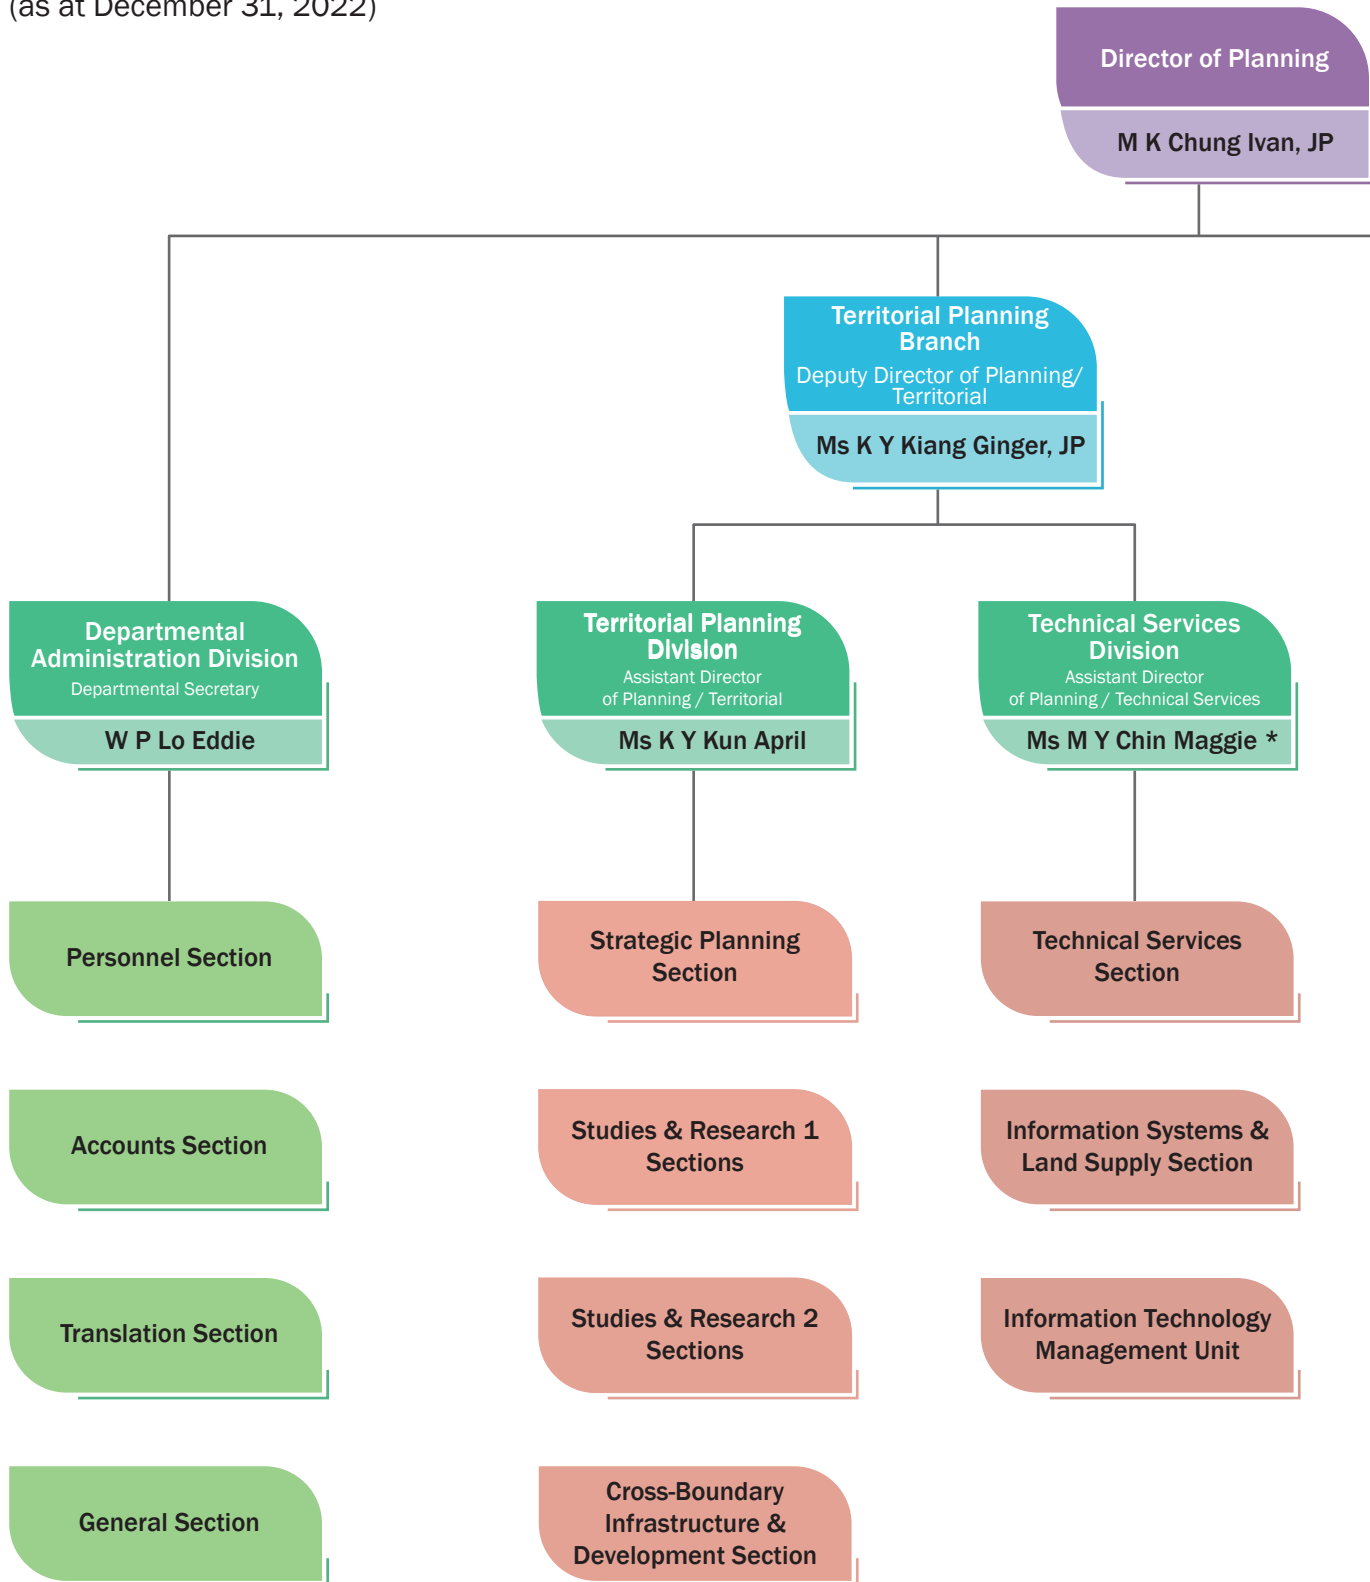 (as at December 31, 2022)
Director of Planning
M K Chung Ivan, JP
Territorial Planning
Branch
Deputy Director of Planning/
Territorial
Ms K Y Kiang Ginger, JP
Departmental
Administration Division
Departmental Secretary
W P Lo Eddie
Territorial Planning
Division
Assistant Director
of Planning / Territorial
Ms K Y Kun April
Technical Services
Division
Assistant Director
of Planning / Technical Services
Ms M Y Chin Maggie *
Personnel Section
Strategic Planning
Section
Technical Services
Section
Accounts Section
Studies & Research 1
Sections
Information Systems &
Land Supply Section
Translation Section
Studies & Research 2
Sections
Information Technology
Management Unit
General Section
Cross-Boundary
Infrastructure &
Development Section